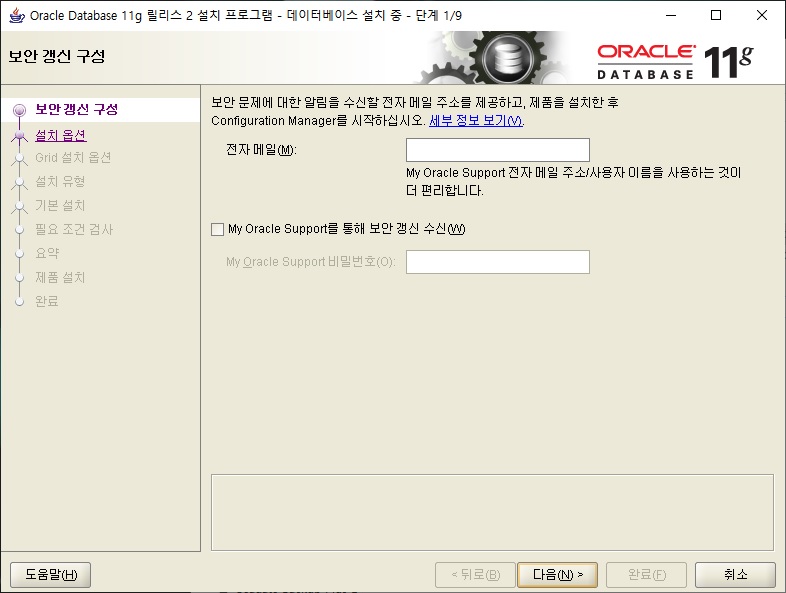 Oracle Database 11g 릴리스 2 설치 프로그램 - 데이터베이스 설치 중 - 단계 1/9
보안 갱신 구성
ORACLE
DATABASE
11g
보안 갱신 구성
설치 옵션
Grid 설치 옵션
설치 유형
기본 설치
필요 조건 검사
요약
제품 설치
완료
보안 문제에 대한 알림을 수신할 전자 메일 주소를 제공하고, 제품을 설치한 후
Configuration Manager를 시작하십시오. 세부 정보 보기(V).
전자 메일(M):
My Oracle Support 전자 메일 주소/사용자 이름을 사용하는 것이
더 편리합니다.
My Oracle Support를 통해 보안 갱신 수신(W)
My Oracle Support 비밀번호(O):
도움말(H)
< 뒤로(B)
다음(N) >
완료(F)
취소